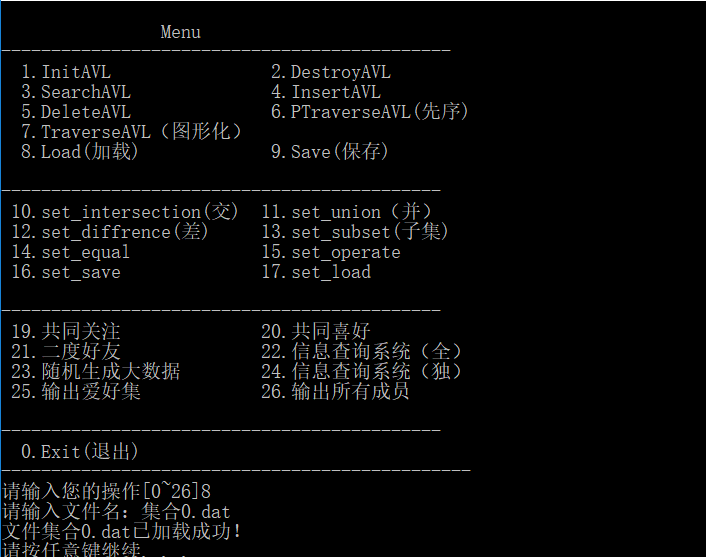 Menu
1.InitAVL 2.DestroyAVL
3.SearchAVL 4.InsertAVL
5.DeleteAVL 6.PTraverseAVL(先序)
7.TraverseAVL（图形化）
8.Load(加载) 9.Save(保存)
10.set_intersection(交) 11.set_union（并）
12.set_diffrence(差) 13.set_subset(子集)
14.set_equal 15.set_operate
16.set_save 17.set_load
19.共同关注 20.共同喜好
21.二度好友 22.信息查询系统（全）
23.随机生成大数据 24.信息查询系统（独）
25.输出爱好集 26.输出所有成员
0.Exit(退出)
请输入您的操作[0~26]8
请输入文件名：集合0.dat
文件集合0.dat已加载成功！
请按任意键继续. . .